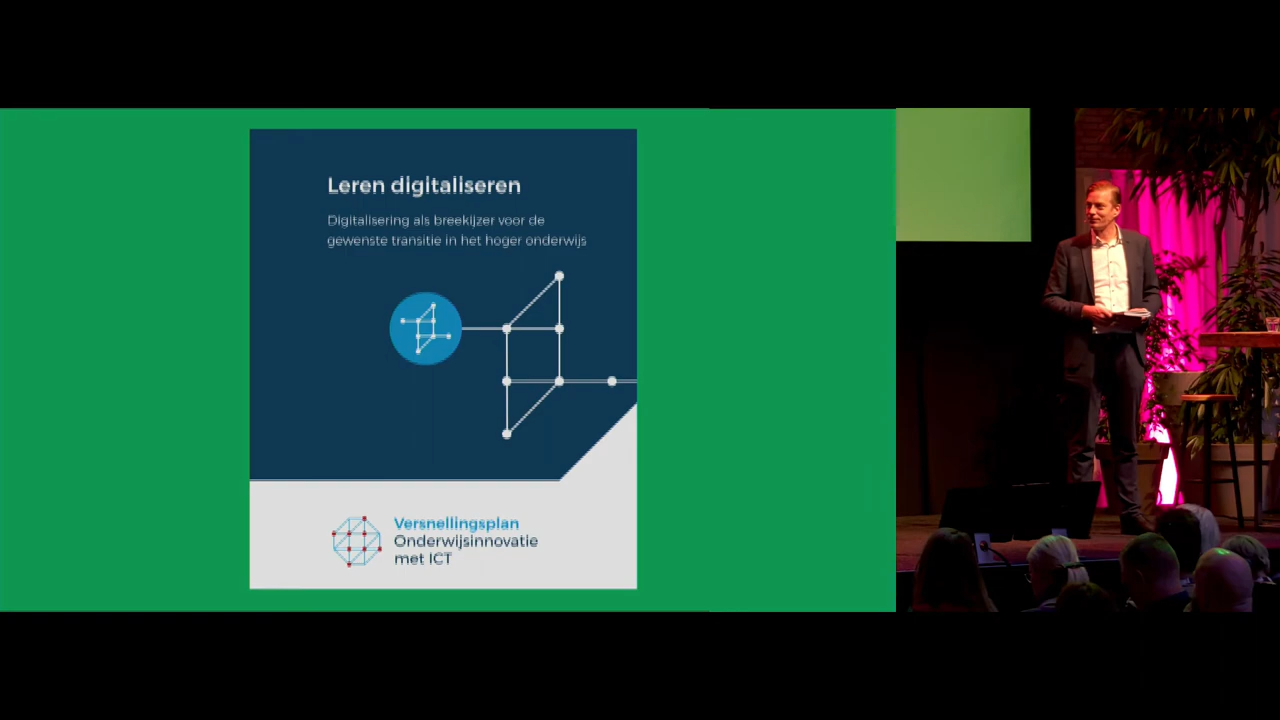 Leren digitaliseren
Digitalisering als breekijzer voor de
gewenste transitie in het hoger onderwijs
Versnellingsplan
Onderwijsinnovatie
met ICT